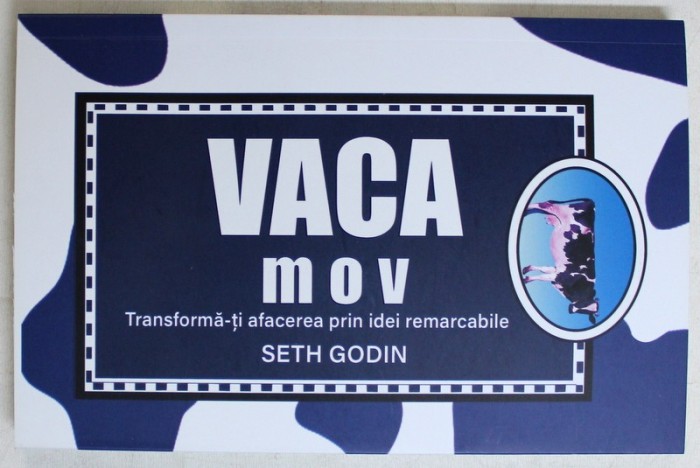 VACA
mov
Transformă-ți afacerea prin idei remarcabile
SETH GODIN